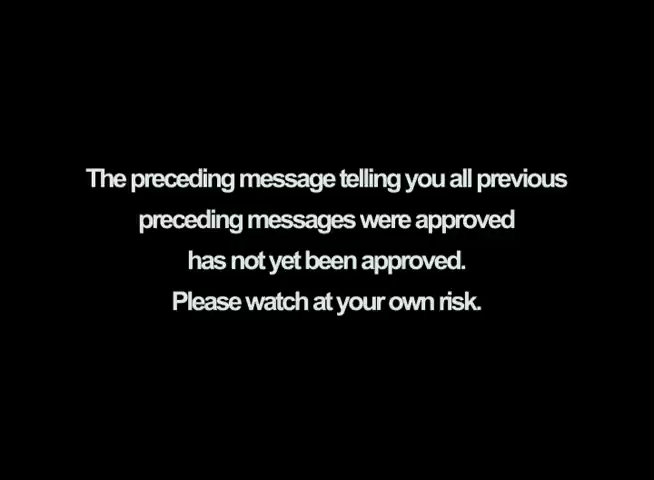 The preceding message telling you all previous
preceding messages were approved
has not yet been approved.
Please watch at your own risk.